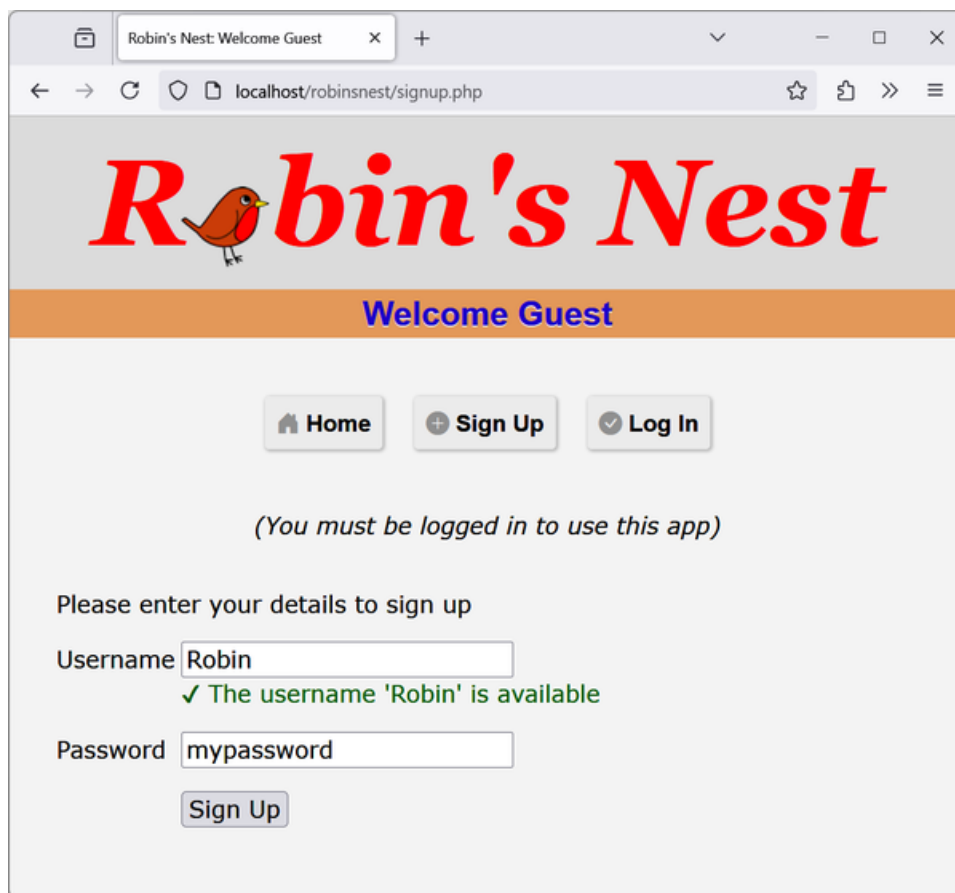 Robin's Nest: Welcome Guest
localhost/robinsnest/signup.php
Robin's Nest
Welcome Guest
Home Sign Up Log In
(You must be logged in to use this app)
Please enter your details to sign up
Username Robin
✓ The username 'Robin' is available
Password mypassword
Sign Up